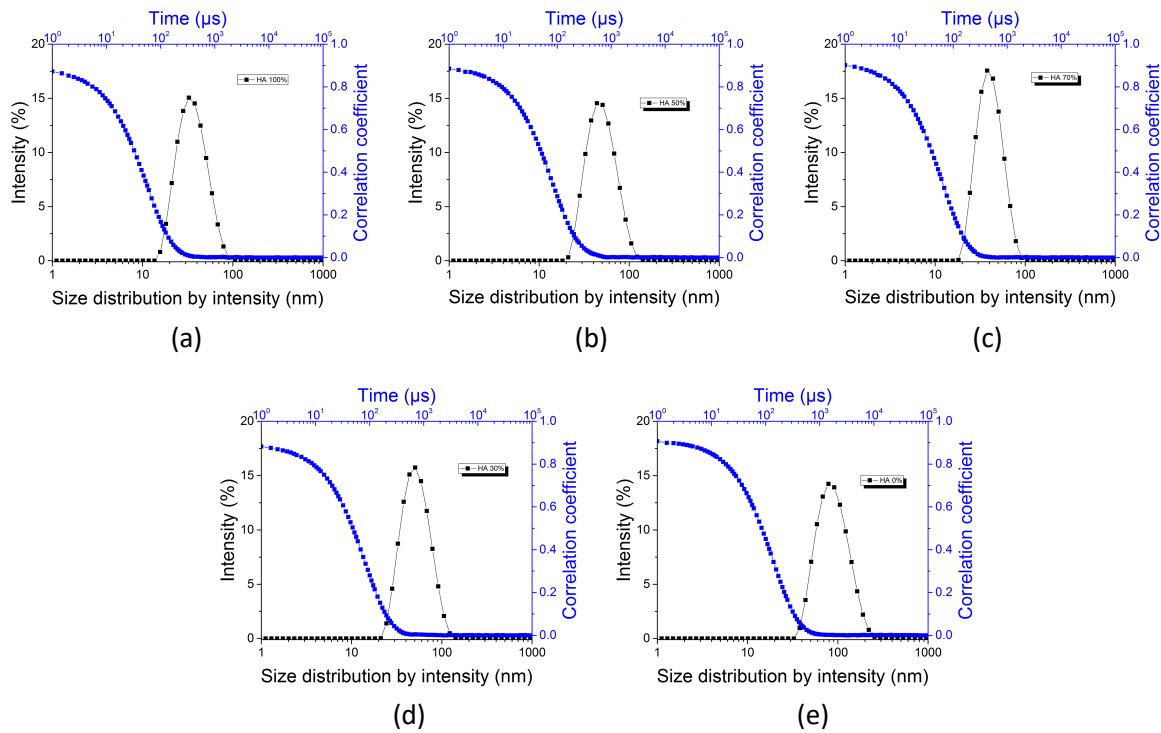 Time (µs)
10⁰ 10¹ 10² 10³ 10⁴ 10⁵
20 1.0
HA 100%
15 0.8
0.6
10
0.4
5
0.2
0 0.0
Intensity (%)
Correlation coefficient
1 10 100 1000
Size distribution by intensity (nm)
(a)
Time (µs)
10⁰ 10¹ 10² 10³ 10⁴ 10⁵
20 1.0
HA 50%
15 0.8
0.6
10
0.4
5
0.2
0 0.0
Intensity (%)
Correlation coefficient
1 10 100 1000
Size distribution by intensity (nm)
(b)
Time (µs)
10⁰ 10¹ 10² 10³ 10⁴ 10⁵
20 1.0
HA 70%
15 0.8
0.6
10
0.4
5
0.2
0 0.0
Intensity (%)
Correlation coefficient
1 10 100 1000
Size distribution by intensity (nm)
(c)
Time (µs)
10⁰ 10¹ 10² 10³ 10⁴ 10⁵
20 1.0
HA 30%
15 0.8
0.6
10
0.4
5
0.2
0 0.0
Intensity (%)
Correlation coefficient
1 10 100 1000
Size distribution by intensity (nm)
(d)
Time (µs)
10⁰ 10¹ 10² 10³ 10⁴ 10⁵
20 1.0
HA 0%
15 0.8
0.6
10
0.4
5
0.2
0 0.0
Intensity (%)
Correlation coefficient
1 10 100 1000
Size distribution by intensity (nm)
(e)